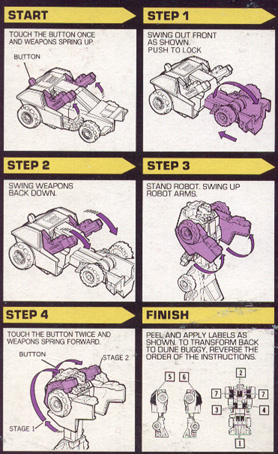 START
TOUCH THE BUTTON ONCE
AND WEAPONS SPRING UP.
BUTTON
STEP 1
SWING OUT FRONT
AS SHOWN.
PUSH TO LOCK
STEP 2
SWING WEAPONS
BACK DOWN.
STEP 3
STAND ROBOT. SWING UP
ROBOT ARMS.
STEP 4
TOUCH THE BUTTON TWICE AND
WEAPONS SPRING FORWARD.
BUTTON
STAGE 2
STAGE 1
FINISH
PEEL AND APPLY LABELS AS
SHOWN. TO TRANSFORM BACK
TO DUNE BUGGY, REVERSE THE
ORDER OF THE INSTRUCTIONS.
5 6
2
7 7
3 4
1